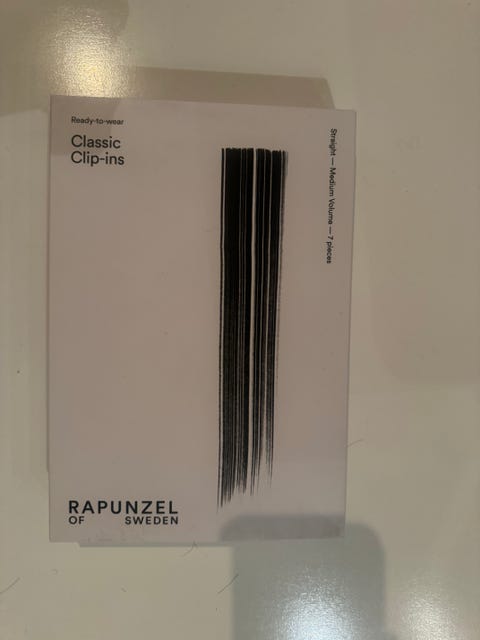 Ready-to-wear
Classic
Clip-ins
Straight — Medium Volume — 7 pieces
RAPUNZEL
OF SWEDEN